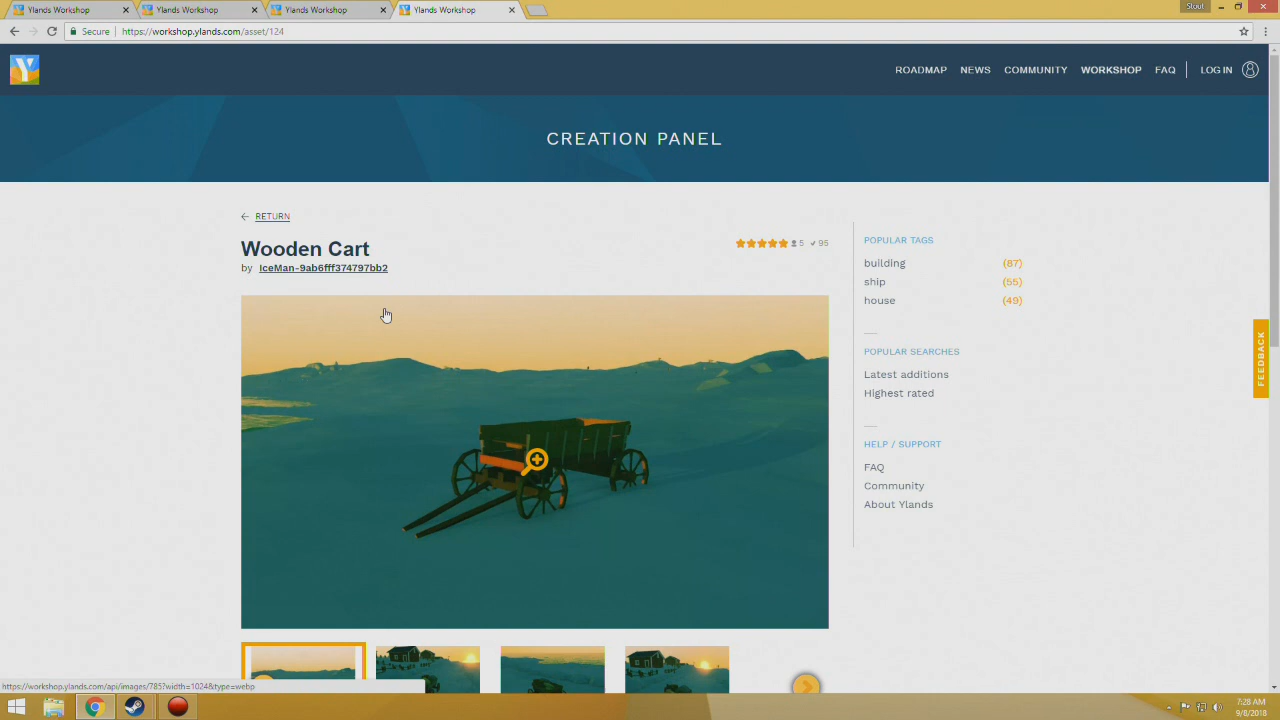 Ylands Workshop
Ylands Workshop
Ylands Workshop
Ylands Workshop
Stout
Secure
https://workshop.ylands.com/asset/124
Y
ROADMAP
NEWS
COMMUNITY
WORKSHOP
FAQ
LOG IN
CREATION PANEL
RETURN
Wooden Cart
5
95
by IceMan-9ab6fff374797bb2
POPULAR TAGS
building (87)
ship (55)
house (49)
POPULAR SEARCHES
Latest additions
Highest rated
HELP / SUPPORT
FAQ
Community
About Ylands
FEEDBACK
https://workshop.ylands.com/api/images/785?width=1024&type=webp
7:28 AM
9/8/2018